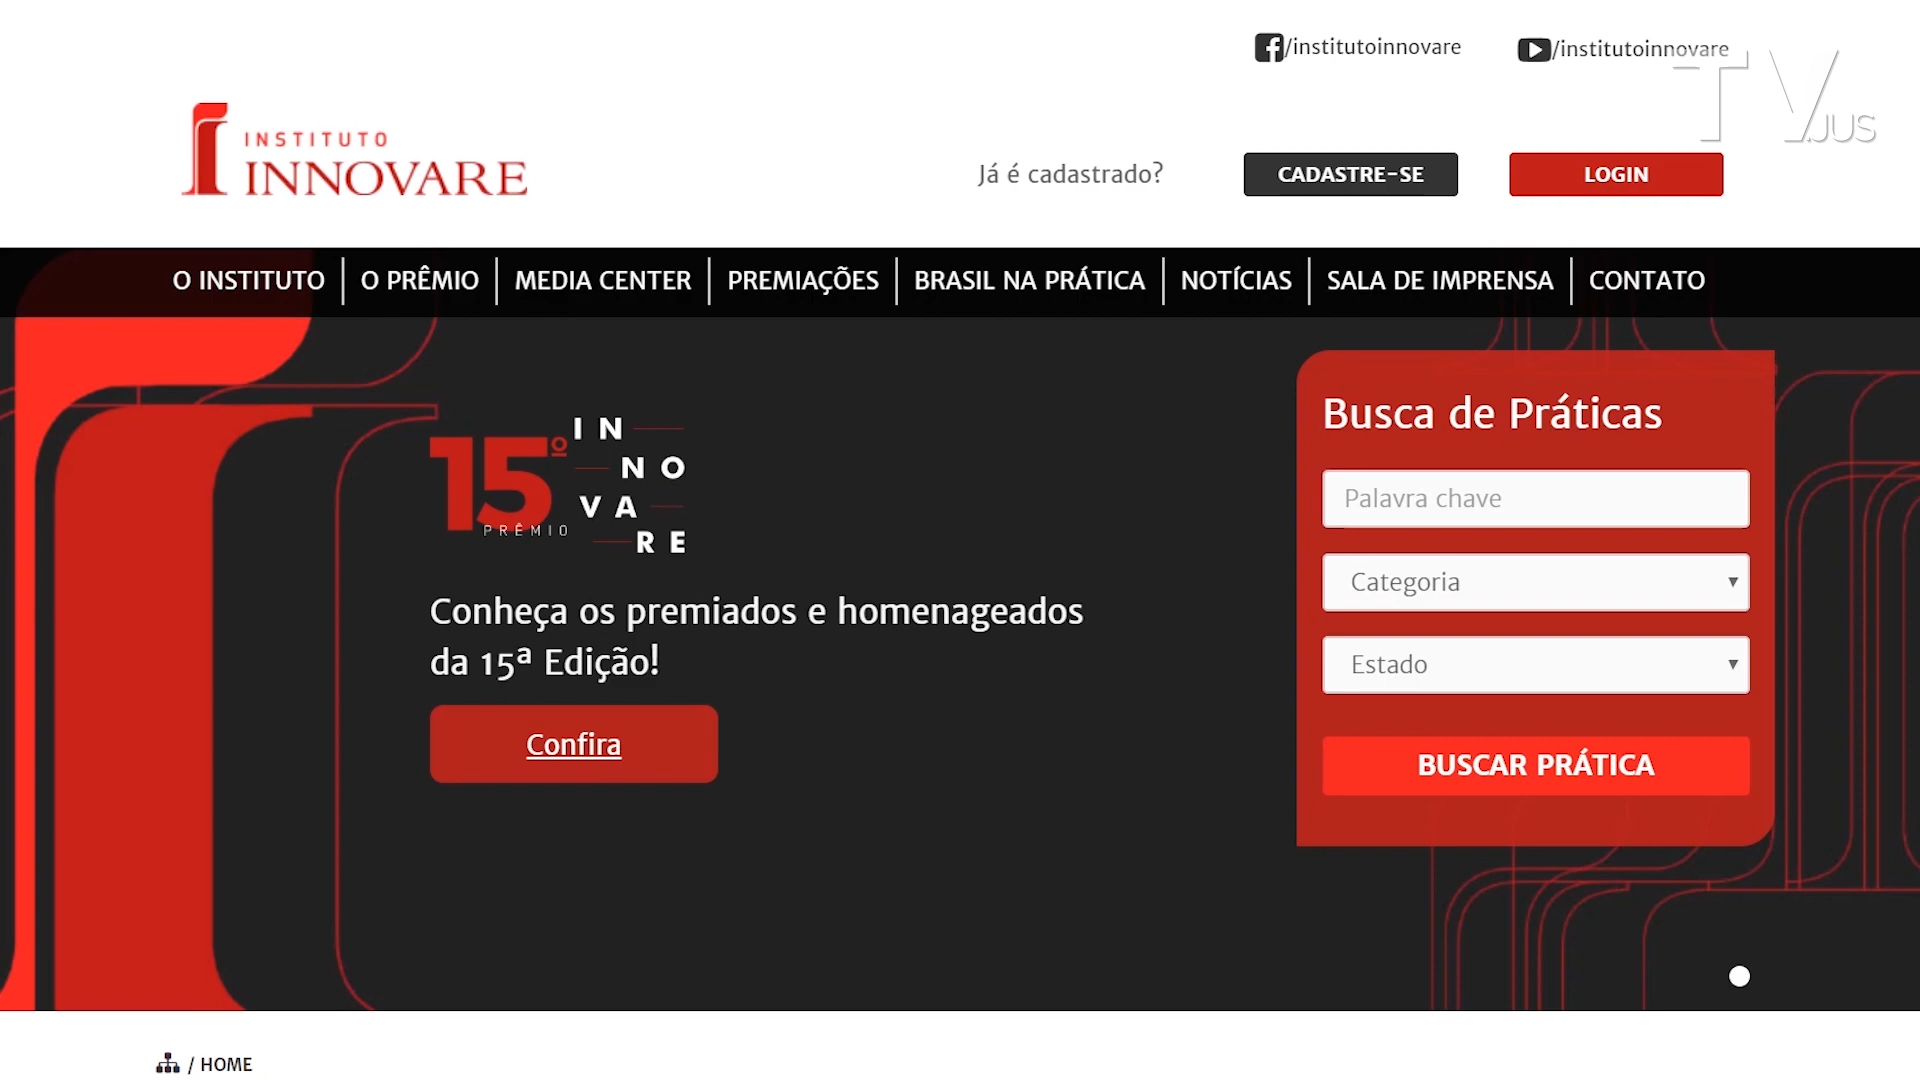 /institutoinnovare
/institutoinnovare
TV.JUS
INSTITUTO
INNOVARE
Já é cadastrado?
CADASTRE-SE
LOGIN
O INSTITUTO
O PRÊMIO
MEDIA CENTER
PREMIAÇÕES
BRASIL NA PRÁTICA
NOTÍCIAS
SALA DE IMPRENSA
CONTATO
15º
PRÊMIO
IN
NO
VA
RE
Conheça os premiados e homenageados
da 15ª Edição!
Confira
Busca de Práticas
Palavra chave
Categoria
Estado
BUSCAR PRÁTICA
/ HOME